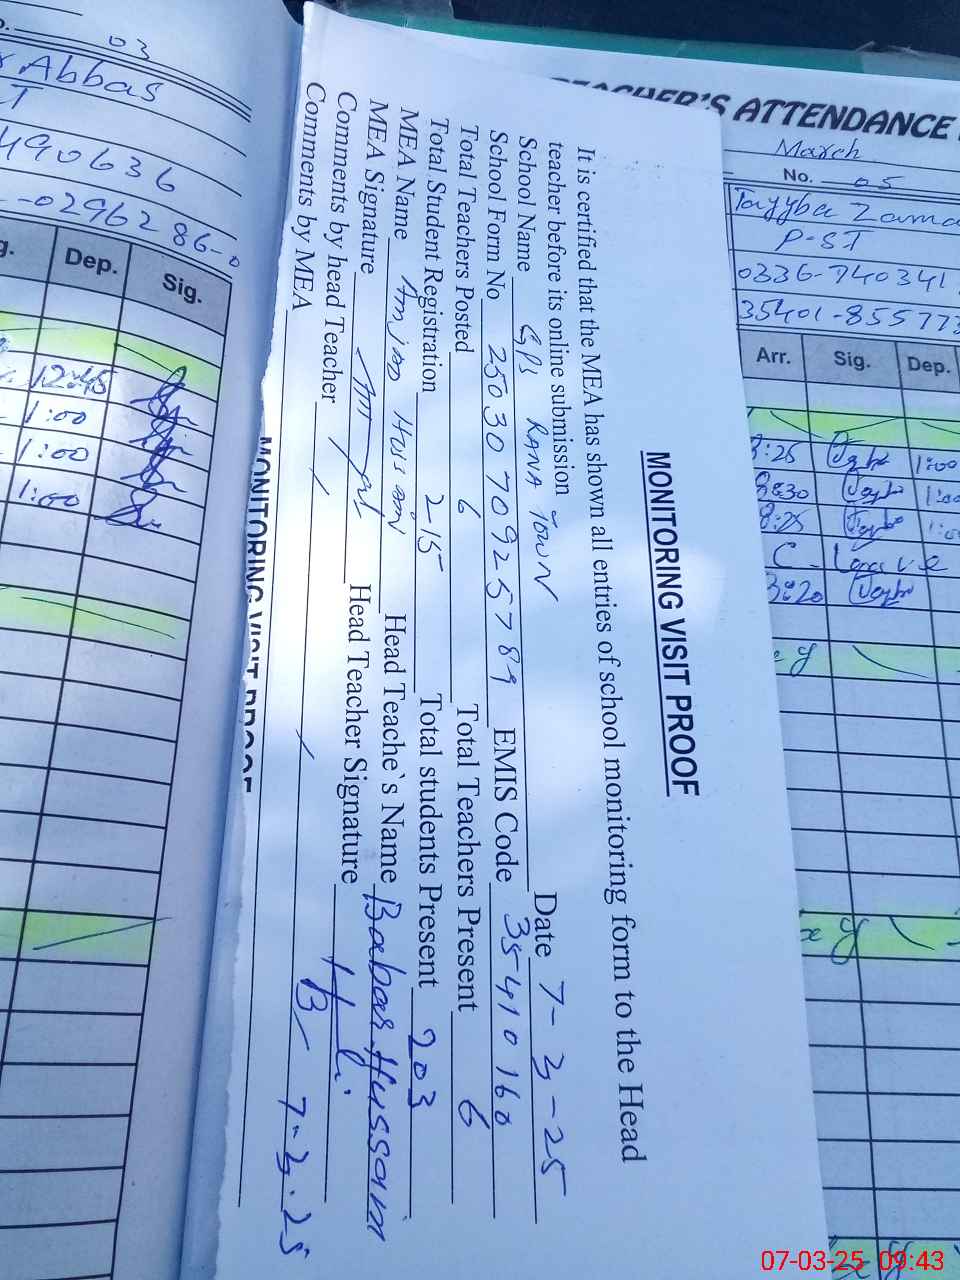 03
Abbas
490636
-0296286-
Dep.
Sig.
12:45
1:00
1:00
1:00
MONITORING VISIT PROOF
It is certified that the MEA has shown all entries of school monitoring form to the Head
teacher before its online submission
School Name GPS RANA TOWN Date 7-3-25
School Form No 2503070925789 EMIS Code 35410160
Total Teachers Posted 6 Total Teachers Present 6
Total Student Registration 215 Total students Present 203
MEA Name Amjad Hussain Head Teache`s Name Babar Hussain
MEA Signature Head Teacher Signature
Comments by head Teacher
Comments by MEA 7-3-25
MONITORING VISIT PROOF
TEACHER'S ATTENDANCE
March
No. 05
Tayyba Zama
P-ST
0336-740341
35401-855773
Arr. Sig. Dep.
8:25 1:00
8:30
8:25
C. Leave
8:20
07-03-25 09:43